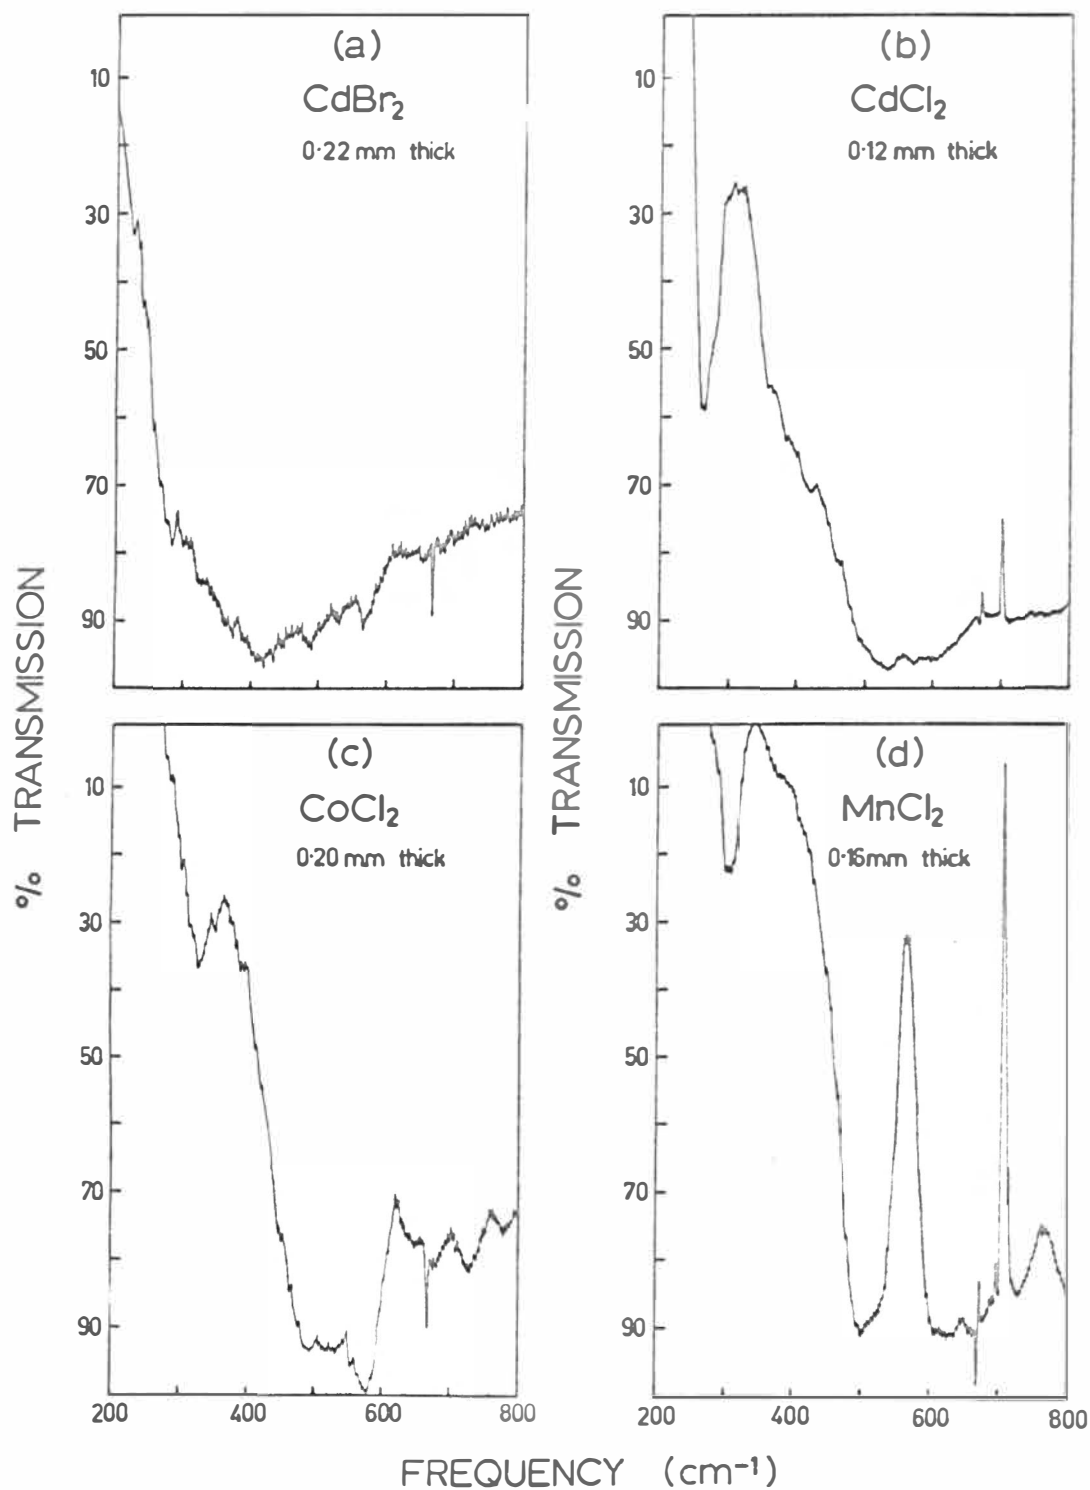 (a)
CdBr₂
0·22 mm thick
10
30
50
70
90
% TRANSMISSION
(b)
CdCl₂
0·12 mm thick
10
30
50
70
90
% TRANSMISSION
(c)
CoCl₂
0·20 mm thick
10
30
50
70
90
200 400 600 800
(d)
MnCl₂
0·16mm thick
10
30
50
70
90
200 400 600 800
FREQUENCY (cm⁻¹)